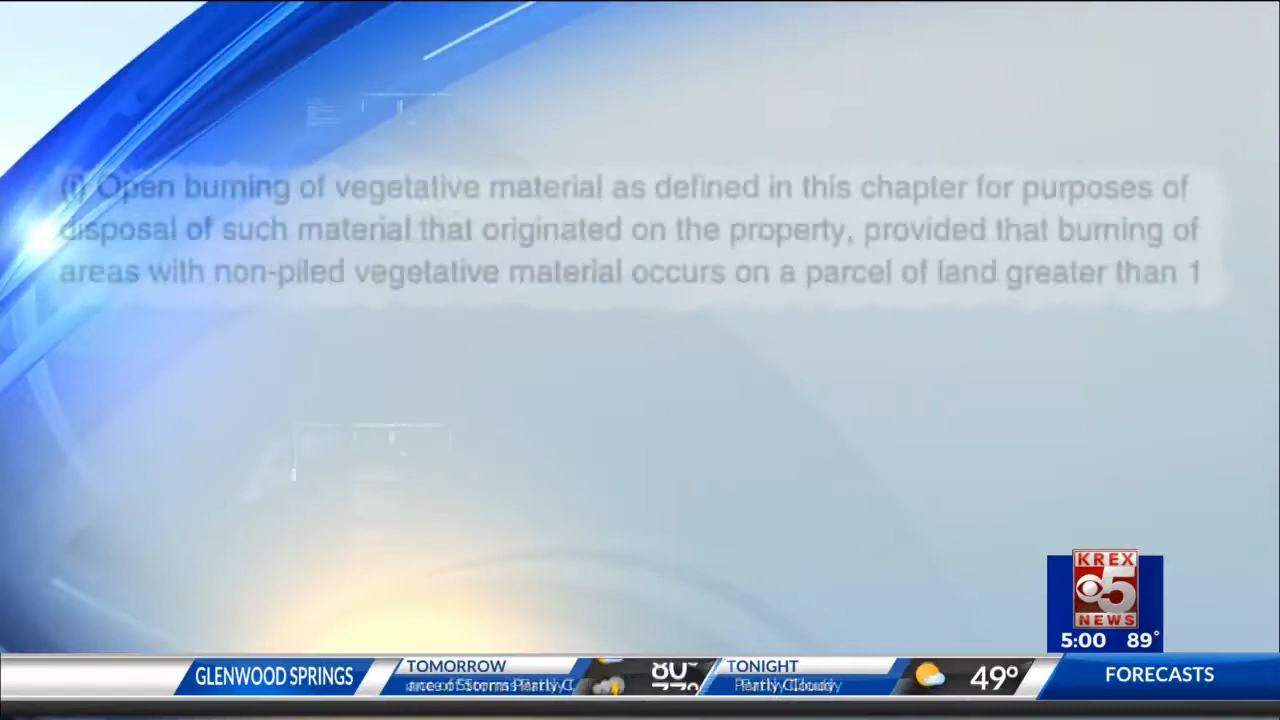 (i) Open burning of vegetative material as defined in this chapter for purposes of
disposal of such material that originated on the property, provided that burning of
areas with non-piled vegetative material occurs on a parcel of land greater than 1
KREX
5
NEWS
5:00 89°
GLENWOOD SPRINGS
TOMORROW
TONIGHT
49°
FORECASTS